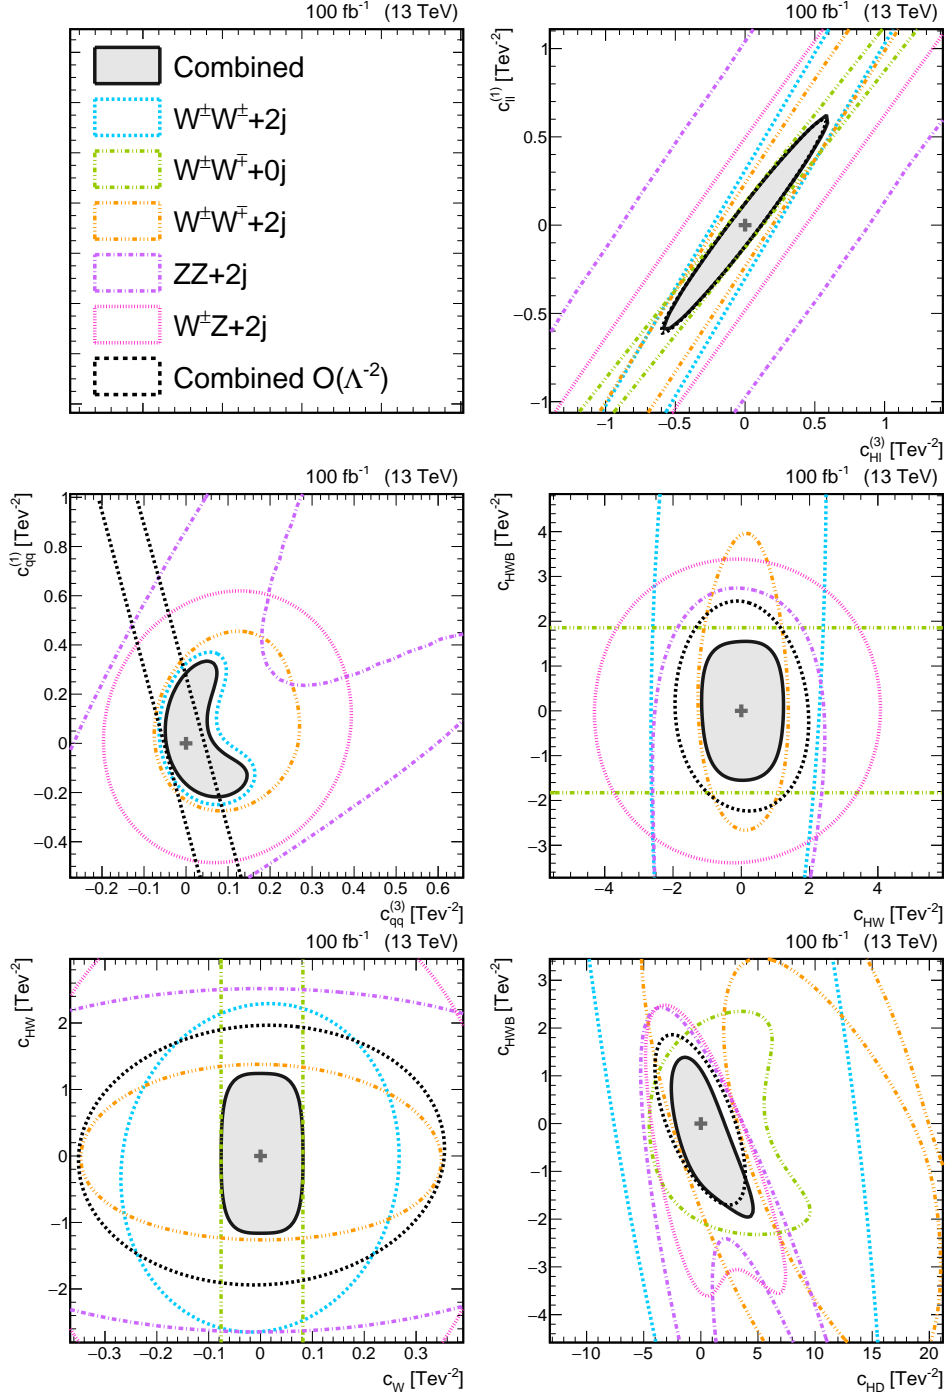 100 fb⁻¹ (13 TeV)
Combined
W±W±+2j
W±W∓+0j
W±W∓+2j
ZZ+2j
W±Z+2j
Combined O(Λ⁻²)
100 fb⁻¹ (13 TeV)
c_ll^(1) [Tev⁻²]
1
0.5
0
−0.5
−1
−1 −0.5 0 0.5 1
c_Hl^(3) [Tev⁻²]
100 fb⁻¹ (13 TeV)
c_qq^(1) [Tev⁻²]
1
0.8
0.6
0.4
0.2
0
−0.2
−0.4
−0.2 −0.1 0 0.1 0.2 0.3 0.4 0.5 0.6
c_qq^(3) [Tev⁻²]
100 fb⁻¹ (13 TeV)
c_HWB [Tev⁻²]
4
3
2
1
0
−1
−2
−3
−4 −2 0 2 4
c_HW [Tev⁻²]
100 fb⁻¹ (13 TeV)
c_HW [Tev⁻²]
2
1
0
−1
−2
−0.3 −0.2 −0.1 0 0.1 0.2 0.3
c_W [Tev⁻²]
100 fb⁻¹ (13 TeV)
c_HWB [Tev⁻²]
3
2
1
0
−1
−2
−3
−4
−10 −5 0 5 10 15 20
c_HD [Tev⁻²]